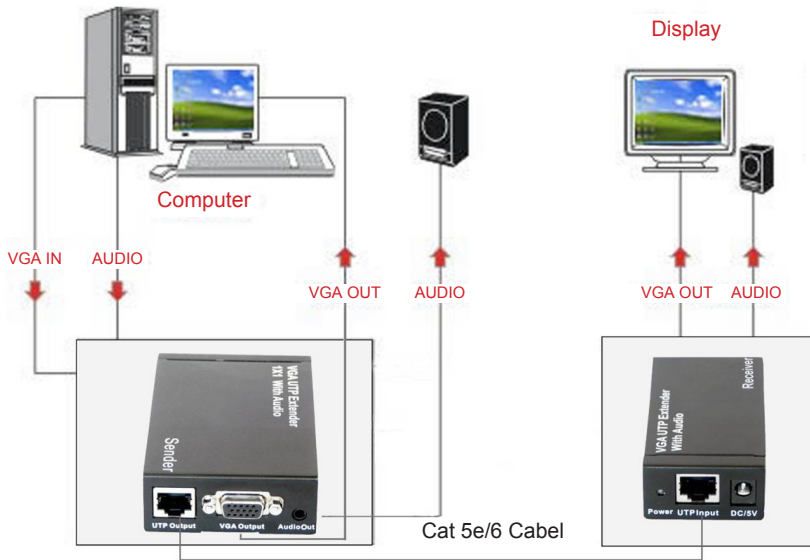 Display
Computer
VGA IN
AUDIO
VGA OUT
AUDIO
VGA OUT
AUDIO
VGA UTP Extender
1X1 With Audio
Sender
UTP Output
VGA Output
AudioOut
Receiver
VGA UTP Extender
With Audio
Power
UTP Input
DC/5V
Cat 5e/6 Cabel